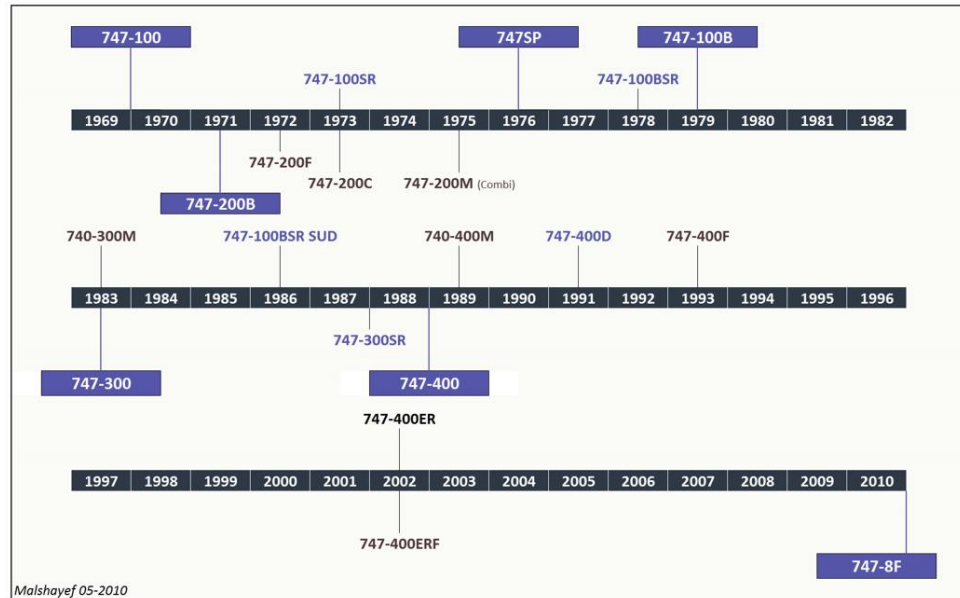 747-100 747SP 747-100B
747-100SR 747-100BSR
1969 1970 1971 1972 1973 1974 1975 1976 1977 1978 1979 1980 1981 1982
747-200F
747-200C 747-200M (Combi)
747-200B
740-300M 747-100BSR SUD 740-400M 747-400D 747-400F
1983 1984 1985 1986 1987 1988 1989 1990 1991 1992 1993 1994 1995 1996
747-300SR
747-300 747-400
747-400ER
1997 1998 1999 2000 2001 2002 2003 2004 2005 2006 2007 2008 2009 2010
747-400ERF
747-8F
Malshayef 05-2010